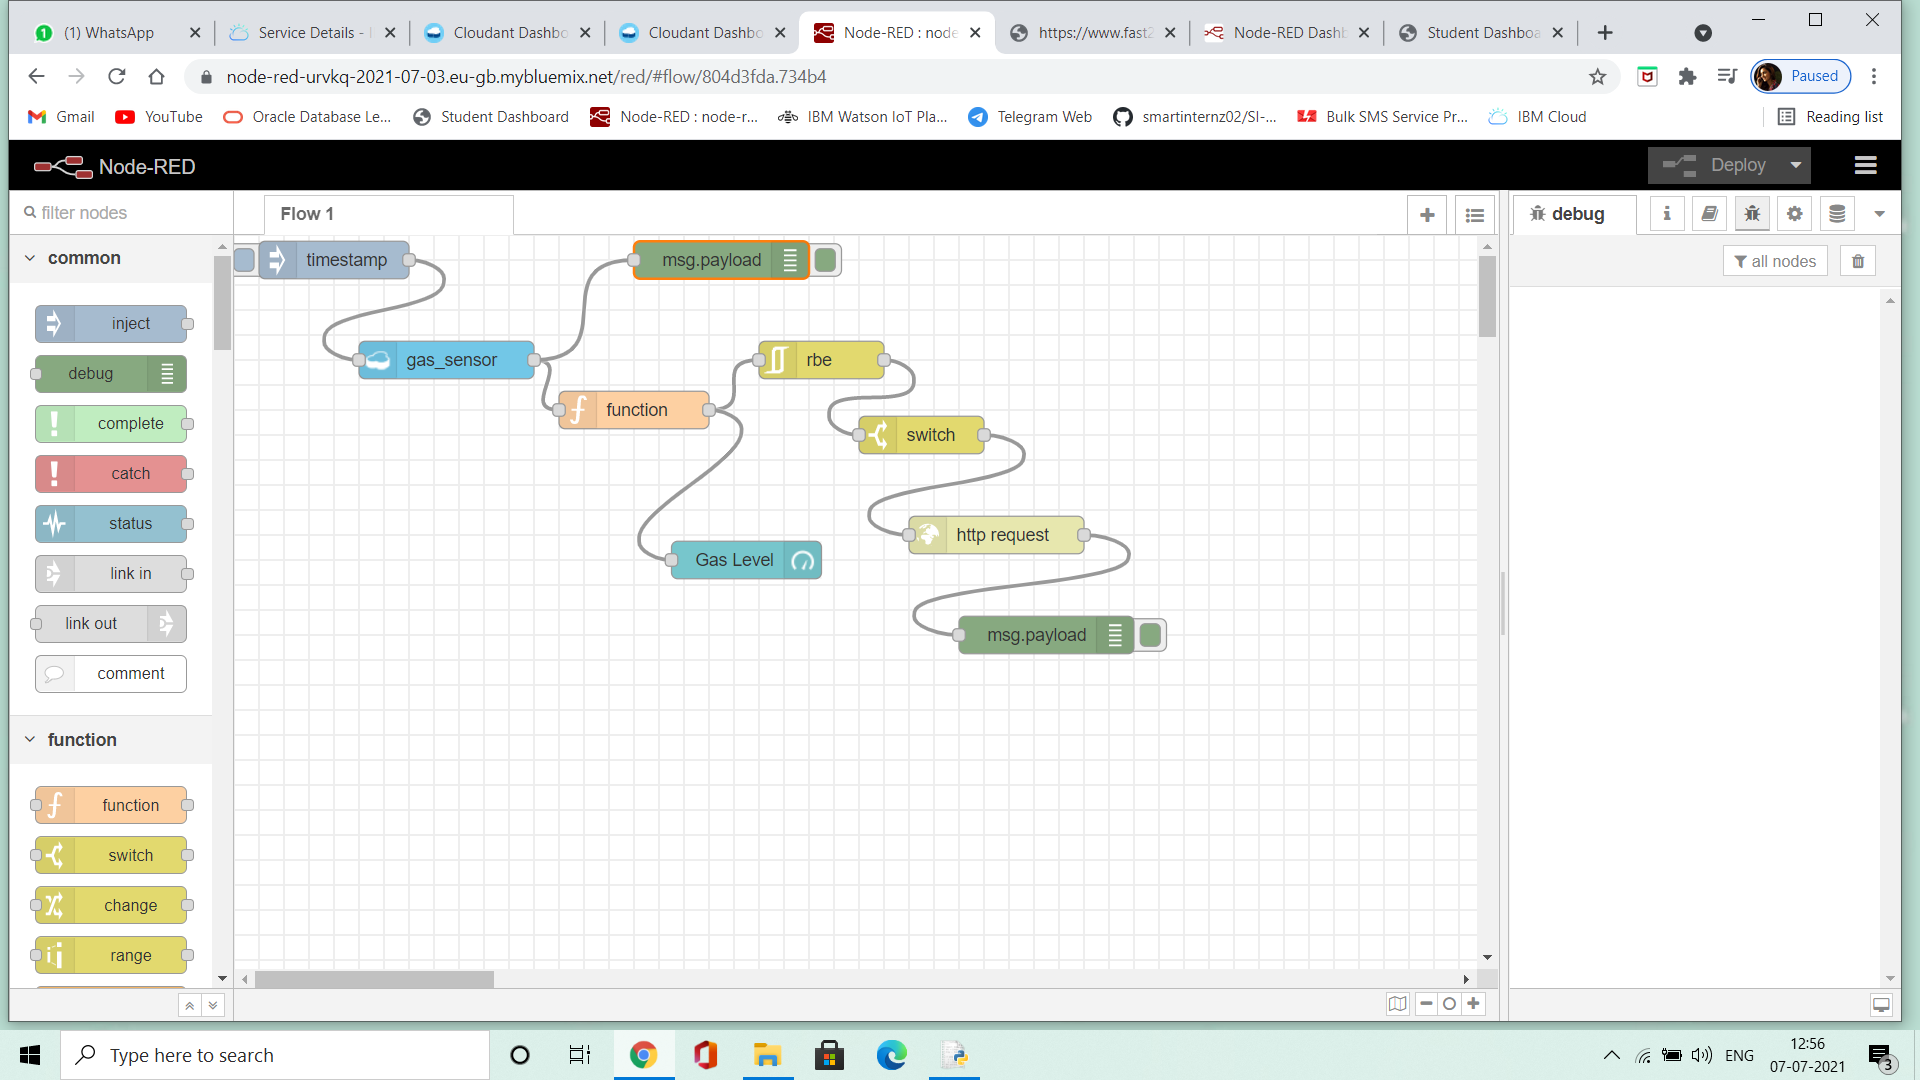 (1) WhatsApp
Service Details -
Cloudant Dashbo
Cloudant Dashbo
Node-RED : node
https://www.fast2
Node-RED Dashb
Student Dashboa
node-red-urvkq-2021-07-03.eu-gb.mybluemix.net/red/#flow/804d3fda.734b4
Paused
Gmail
YouTube
Oracle Database Le...
Student Dashboard
Node-RED : node-r...
IBM Watson IoT Pla...
Telegram Web
smartinternz02/SI-...
Bulk SMS Service Pr...
IBM Cloud
Reading list
Node-RED
Deploy
filter nodes
Flow 1
debug
all nodes
common
inject
debug
complete
catch
status
link in
link out
comment
function
function
switch
change
range
timestamp
msg.payload
gas_sensor
rbe
function
switch
http request
Gas Level
msg.payload
Type here to search
ENG
12:56
07-07-2021
3